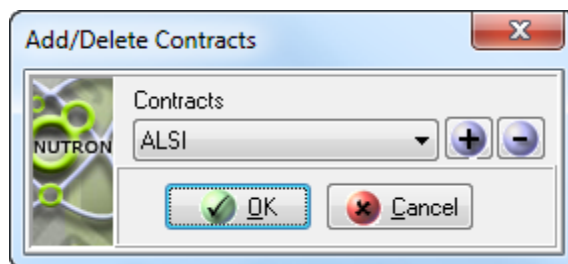 Add/Delete Contracts
Contracts
NUTRON
ALSI
OK
Cancel